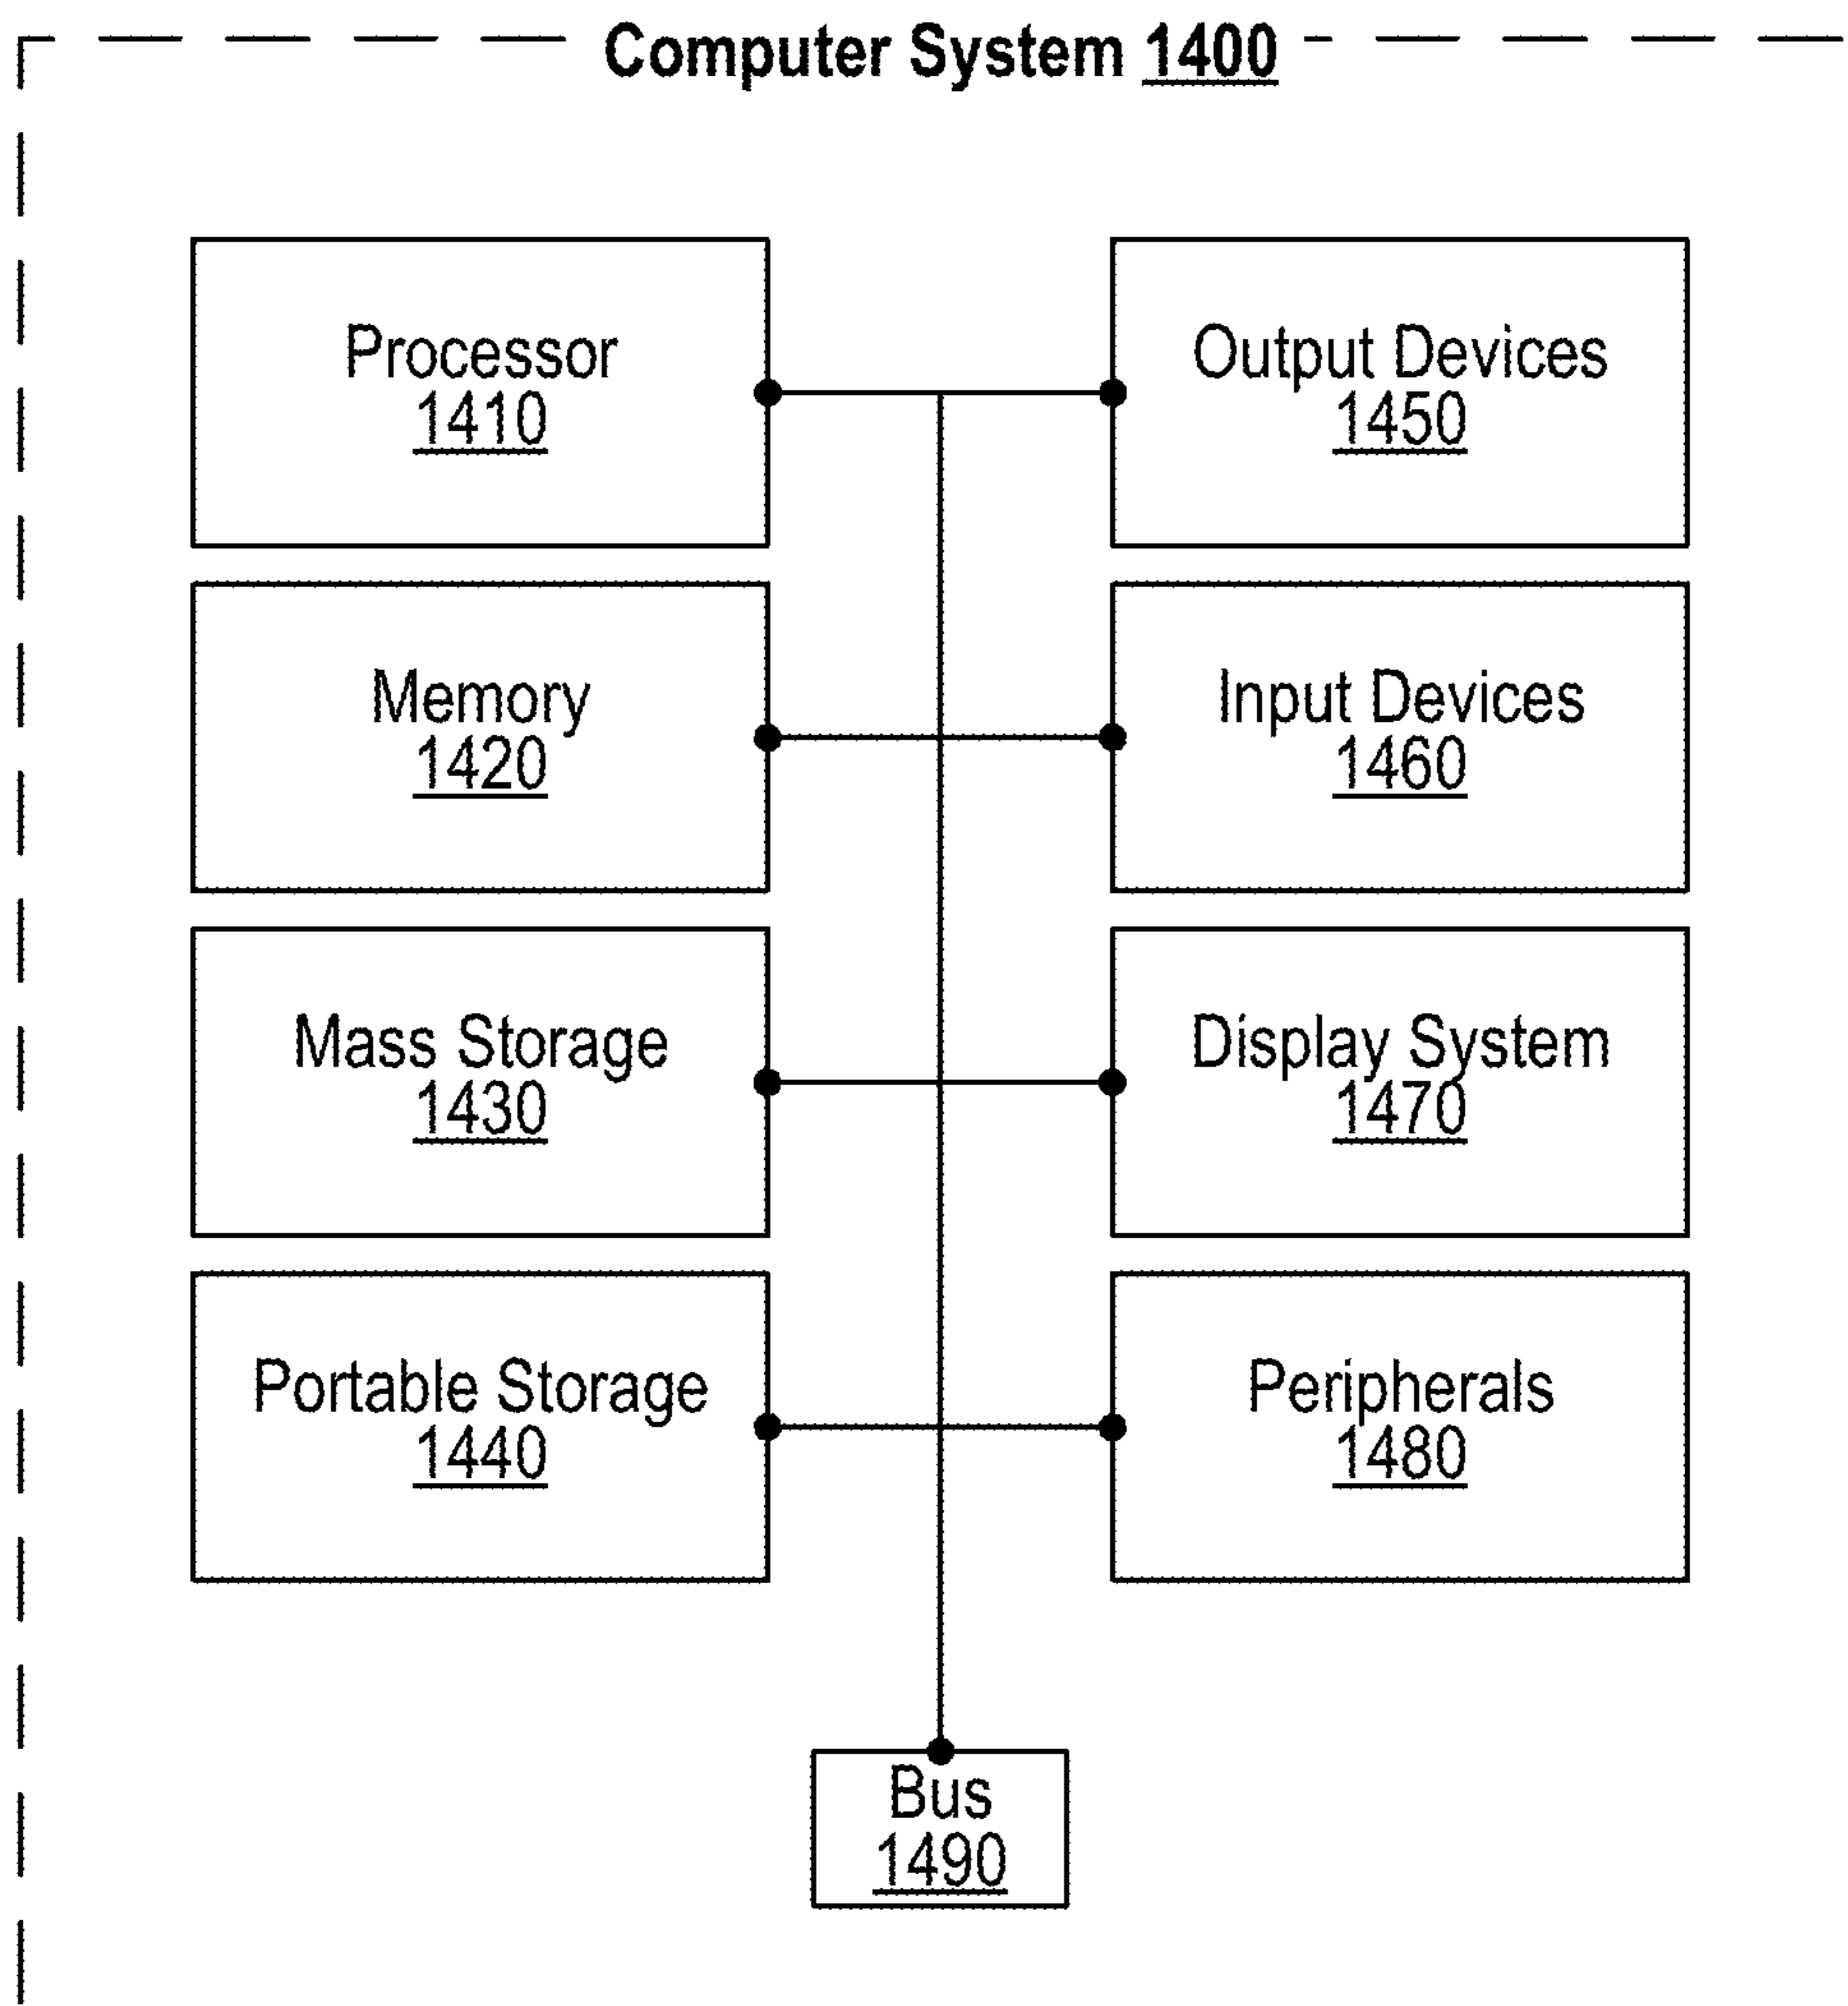 Computer System 1400
Processor
1410
Output Devices
1450
Memory
1420
Input Devices
1460
Mass Storage
1430
Display System
1470
Portable Storage
1440
Peripherals
1480
Bus
1490